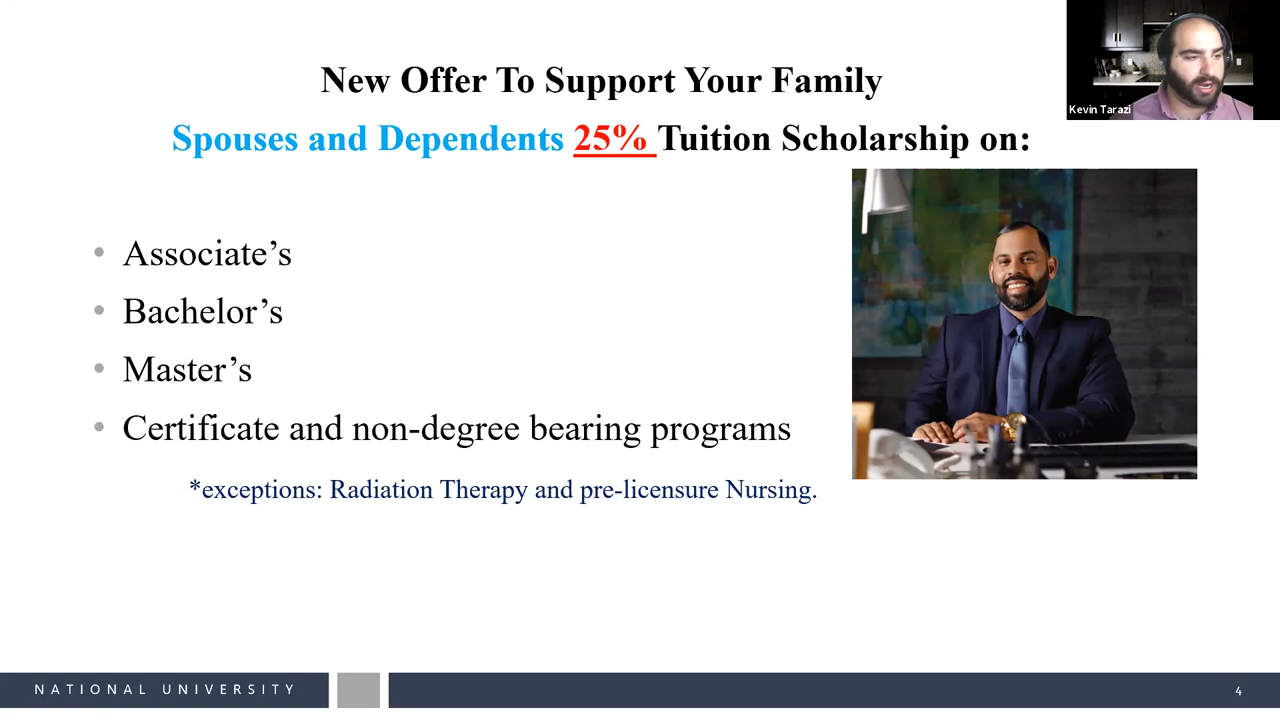 New Offer To Support Your Family
Spouses and Dependents 25% Tuition Scholarship on:
Kevin Tarazi
• Associate’s
• Bachelor’s
• Master’s
• Certificate and non-degree bearing programs
*exceptions: Radiation Therapy and pre-licensure Nursing.
NATIONAL UNIVERSITY
4